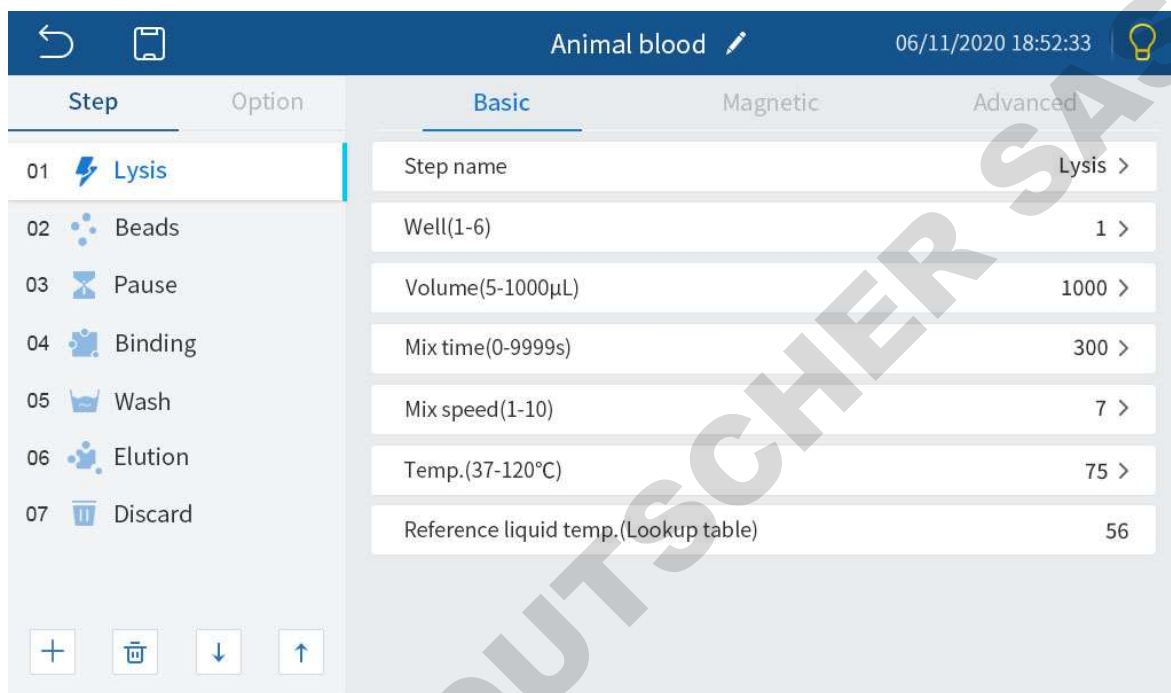 Animal blood 06/11/2020 18:52:33
Step Option Basic Magnetic Advanced
01 Lysis
02 Beads
03 Pause
04 Binding
05 Wash
06 Elution
07 Discard
Step name Lysis >
Well(1-6) 1 >
Volume(5-1000μL) 1000 >
Mix time(0-9999s) 300 >
Mix speed(1-10) 7 >
Temp.(37-120℃) 75 >
Reference liquid temp.(Lookup table) 56
OUTSCHER SAS